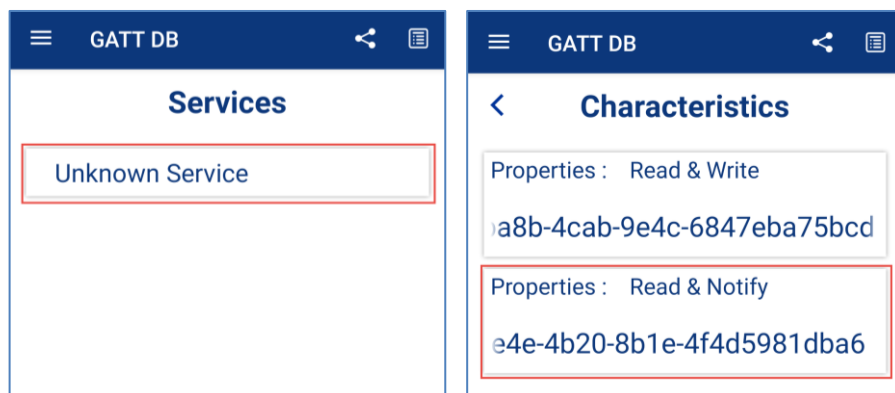 GATT DB
Services
Unknown Service
GATT DB
Characteristics
Properties : Read & Write
a8b-4cab-9e4c-6847eba75bcd
Properties : Read & Notify
e4e-4b20-8b1e-4f4d5981dba6